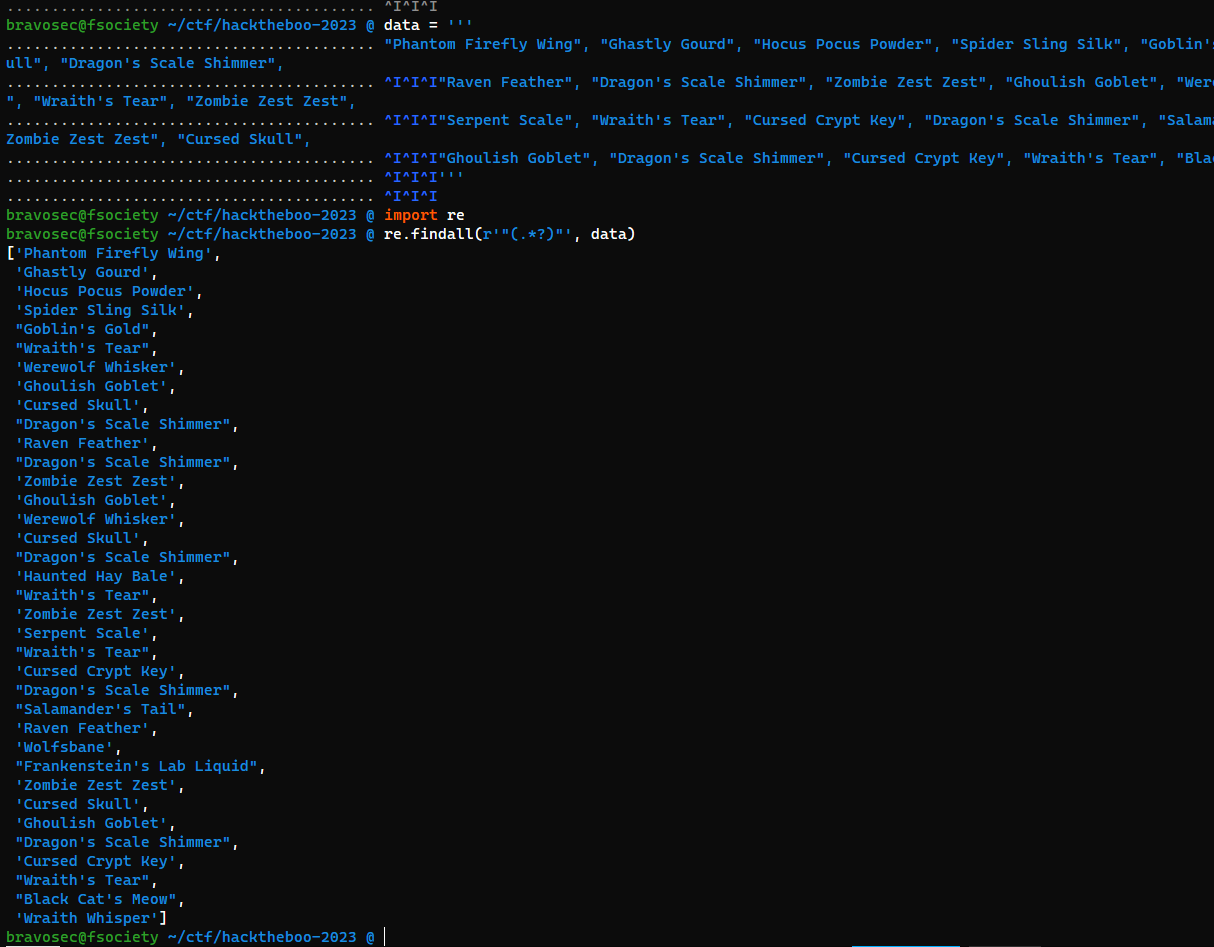 ......................................... ^I^I^I
bravosec@fsociety ~/ctf/hacktheboo-2023 @ data = '''
......................................... "Phantom Firefly Wing", "Ghastly Gourd", "Hocus Pocus Powder", "Spider Sling Silk", "Goblin's
ull", "Dragon's Scale Shimmer",
......................................... ^I^I^I"Raven Feather", "Dragon's Scale Shimmer", "Zombie Zest Zest", "Ghoulish Goblet", "Wer
", "Wraith's Tear", "Zombie Zest Zest",
......................................... ^I^I^I"Serpent Scale", "Wraith's Tear", "Cursed Crypt Key", "Dragon's Scale Shimmer", "Salam
Zombie Zest Zest", "Cursed Skull",
......................................... ^I^I^I"Ghoulish Goblet", "Dragon's Scale Shimmer", "Cursed Crypt Key", "Wraith's Tear", "Blac
......................................... ^I^I^I'''
......................................... ^I^I^I
bravosec@fsociety ~/ctf/hacktheboo-2023 @ import re
bravosec@fsociety ~/ctf/hacktheboo-2023 @ re.findall(r'"(.*?)"', data)
['Phantom Firefly Wing',
'Ghastly Gourd',
'Hocus Pocus Powder',
'Spider Sling Silk',
"Goblin's Gold",
"Wraith's Tear",
'Werewolf Whisker',
'Ghoulish Goblet',
'Cursed Skull',
"Dragon's Scale Shimmer",
'Raven Feather',
"Dragon's Scale Shimmer",
'Zombie Zest Zest',
'Ghoulish Goblet',
'Werewolf Whisker',
'Cursed Skull',
"Dragon's Scale Shimmer",
'Haunted Hay Bale',
"Wraith's Tear",
'Zombie Zest Zest',
'Serpent Scale',
"Wraith's Tear",
'Cursed Crypt Key',
"Dragon's Scale Shimmer",
"Salamander's Tail",
'Raven Feather',
'Wolfsbane',
"Frankenstein's Lab Liquid",
'Zombie Zest Zest',
'Cursed Skull',
'Ghoulish Goblet',
"Dragon's Scale Shimmer",
'Cursed Crypt Key',
"Wraith's Tear",
"Black Cat's Meow",
'Wraith Whisper']
bravosec@fsociety ~/ctf/hacktheboo-2023 @